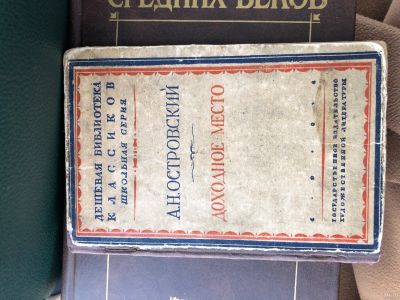 СРЕДНИХ ВЕКОВ
ДЕШЕВАЯ БИБЛИОТЕКА
КЛАССИКОВ
ШКОЛЬНАЯ СЕРИЯ
А.Н.ОСТРОВСКИЙ
ДОХОДНОЕ МЕСТО
ГОСУДАРСТВЕННОЕ ИЗДАТЕЛЬСТВО
ХУДОЖЕСТВЕННОЙ ЛИТЕРАТУРЫ